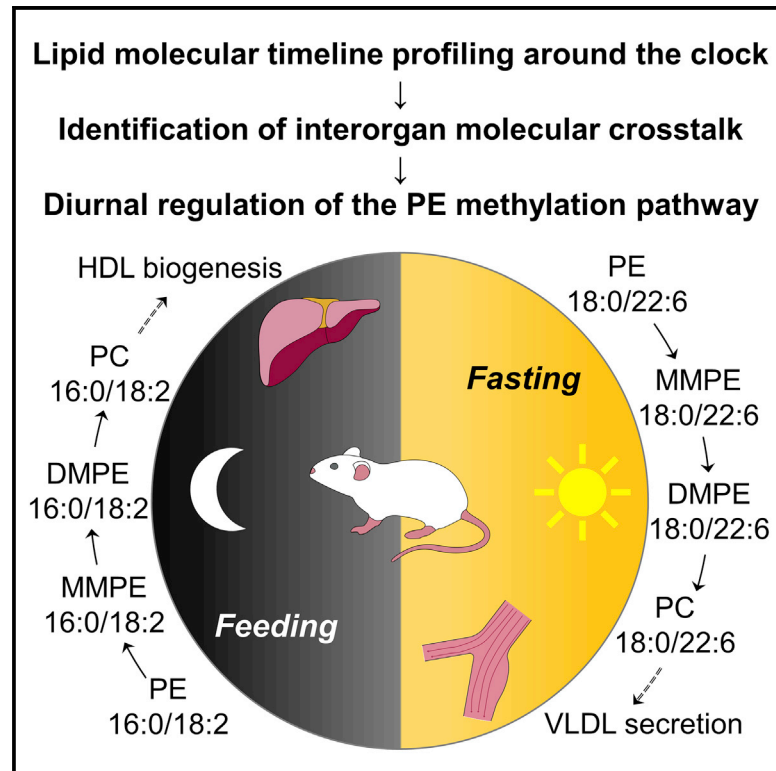 Lipid molecular timeline profiling around the clock
↓
Identification of interorgan molecular crosstalk
↓
Diurnal regulation of the PE methylation pathway
HDL biogenesis
PC
16:0/18:2
DMPE
16:0/18:2
MMPE
16:0/18:2
PE
16:0/18:2
Feeding
Fasting
PE
18:0/22:6
MMPE
18:0/22:6
DMPE
18:0/22:6
PC
18:0/22:6
VLDL secretion